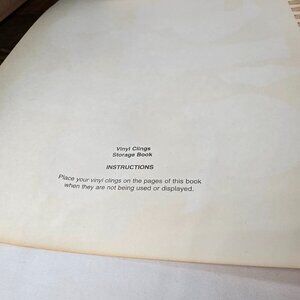 Vinyl Clings
Storage Book
INSTRUCTIONS
Place your vinyl clings on the pages of this book
when they are not being used or displayed.